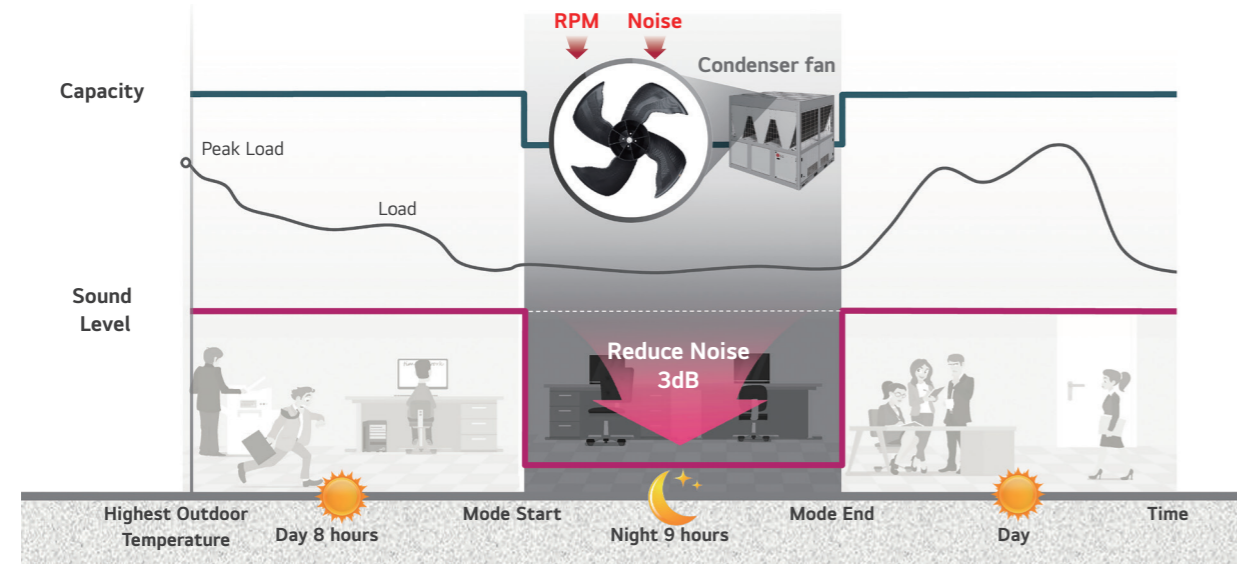 RPM
Noise
Condenser fan
Capacity
Peak Load
Load
Sound
Level
Reduce Noise
3dB
Highest Outdoor
Temperature
Day 8 hours
Mode Start
Night 9 hours
Mode End
Day
Time